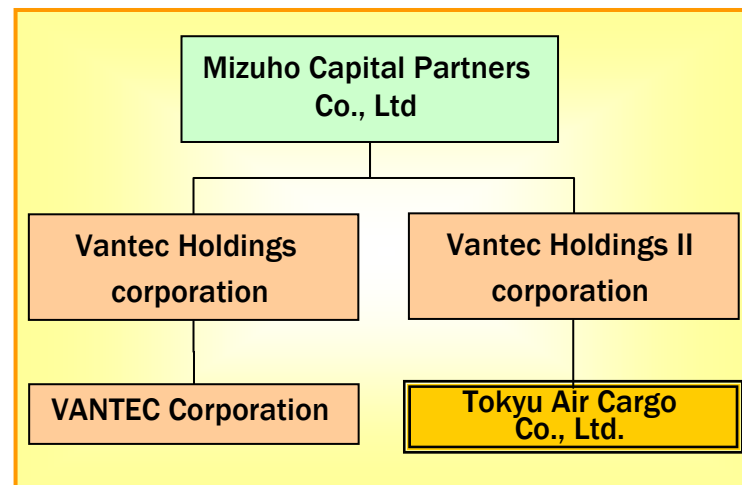 Mizuho Capital Partners
Co., Ltd
Vantec Holdings
corporation
Vantec Holdings II
corporation
VANTEC Corporation
Tokyu Air Cargo
Co., Ltd.